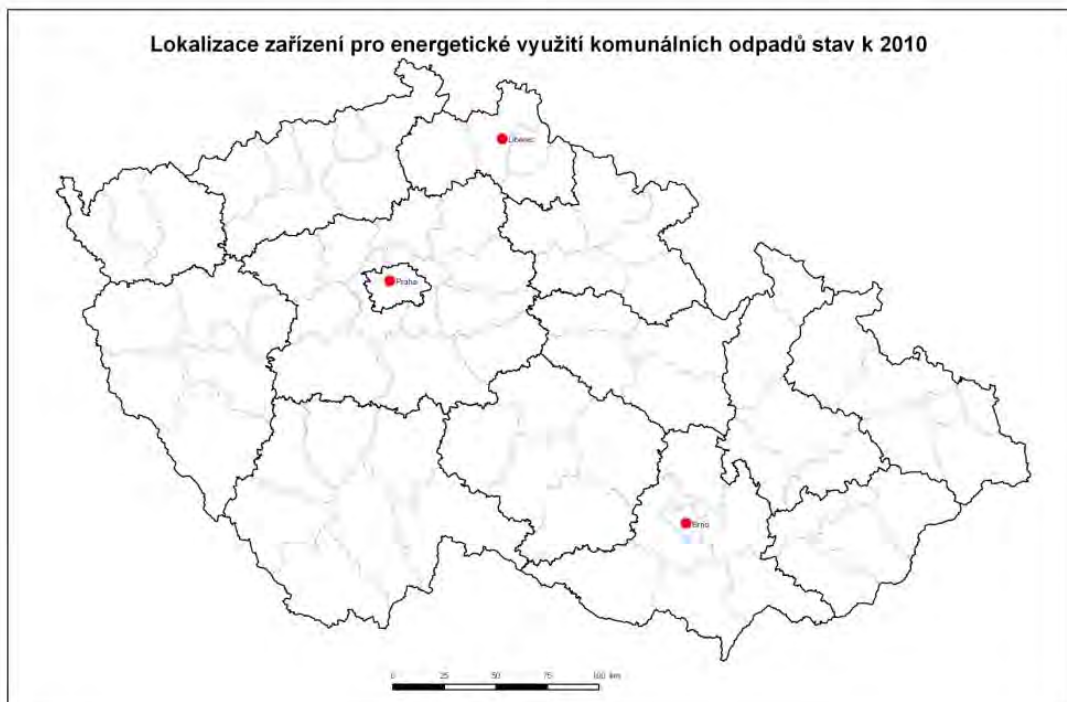 Lokalizace zařízení pro energetické využití komunálních odpadů stav k 2010
Liberec
Praha
Brno
0 25 50 75 100 km